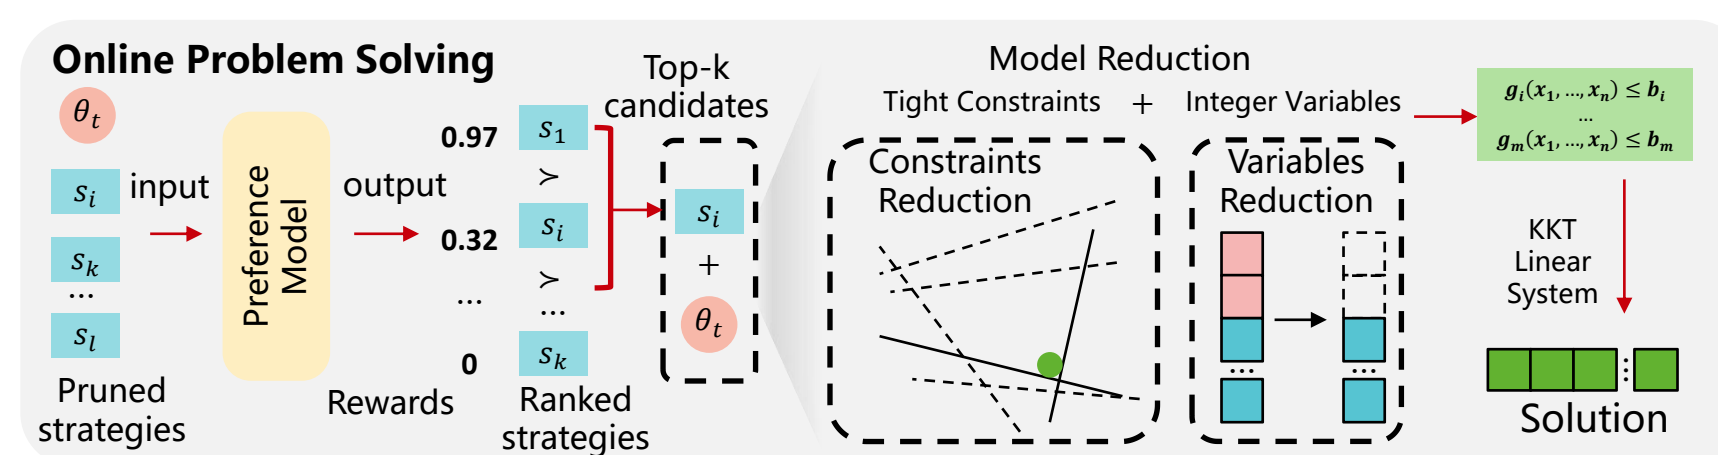 Online Problem Solving
θ_t
s_i
s_k
...
s_l
Pruned
strategies
input
Preference
Model
output
0.97
0.32
...
0
Rewards
s_1
≻
s_i
≻
...
s_k
Ranked
strategies
Top-k
candidates
s_i
+
θ_t
Model Reduction
Tight Constraints + Integer Variables
Constraints
Reduction
Variables
Reduction
...
...
g_i(x_1, ..., x_n) ≤ b_i
...
g_m(x_1, ..., x_n) ≤ b_m
KKT
Linear
System
⋮
Solution